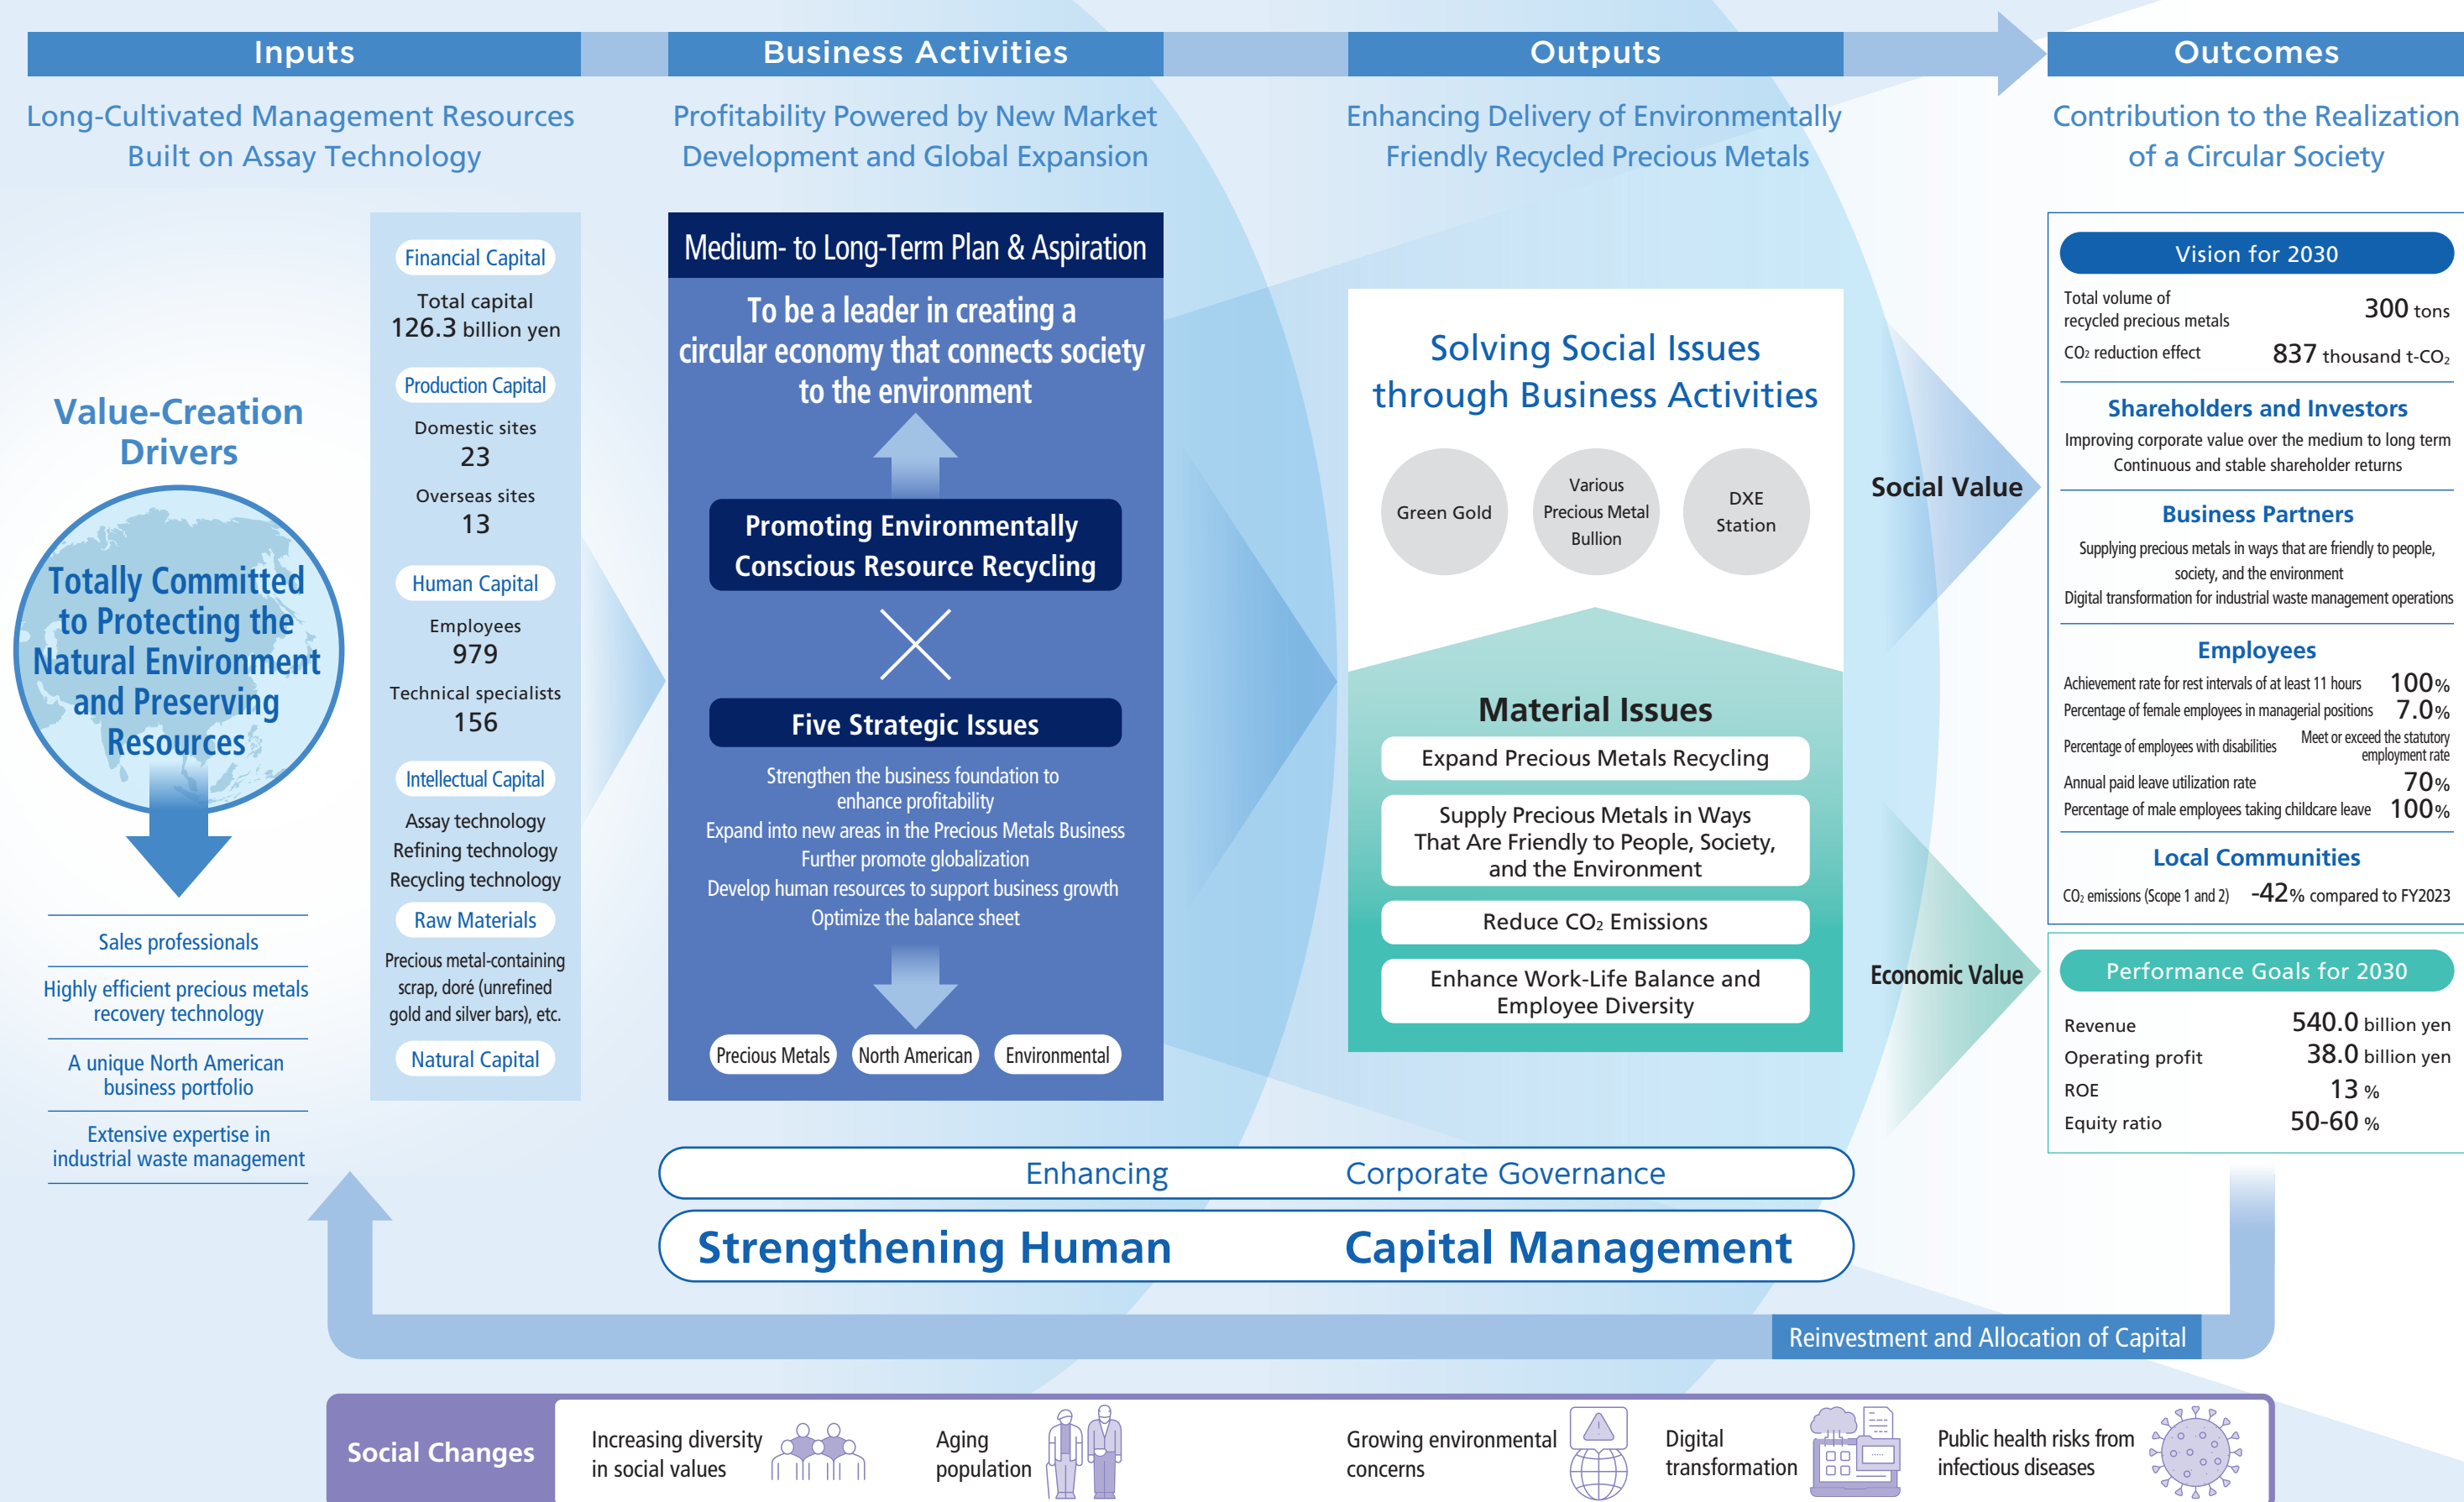 Inputs
Business Activities
Outputs
Outcomes
Long-Cultivated Management Resources
Built on Assay Technology
Profitability Powered by New Market
Development and Global Expansion
Enhancing Delivery of Environmentally
Friendly Recycled Precious Metals
Contribution to the Realization
of a Circular Society
Value-Creation
Drivers
Totally Committed
to Protecting the
Natural Environment
and Preserving
Resources
Sales professionals
Highly efficient precious metals
recovery technology
A unique North American
business portfolio
Extensive expertise in
industrial waste management
Financial Capital
Total capital
126.3 billion yen
Production Capital
Domestic sites
23
Overseas sites
13
Human Capital
Employees
979
Technical specialists
156
Intellectual Capital
Assay technology
Refining technology
Recycling technology
Raw Materials
Precious metal-containing
scrap, doré (unrefined
gold and silver bars), etc.
Natural Capital
Medium- to Long-Term Plan & Aspiration
To be a leader in creating a
circular economy that connects society
to the environment
Promoting Environmentally
Conscious Resource Recycling
Five Strategic Issues
Strengthen the business foundation to
enhance profitability
Expand into new areas in the Precious Metals Business
Further promote globalization
Develop human resources to support business growth
Optimize the balance sheet
Precious Metals
North American
Environmental
Solving Social Issues
through Business Activities
Green Gold
Various
Precious Metal
Bullion
DXE
Station
Material Issues
Expand Precious Metals Recycling
Supply Precious Metals in Ways
That Are Friendly to People, Society,
and the Environment
Reduce CO₂ Emissions
Enhance Work-Life Balance and
Employee Diversity
Social Value
Economic Value
Vision for 2030
Total volume of
recycled precious metals 300 tons
CO₂ reduction effect 837 thousand t-CO₂
Shareholders and Investors
Improving corporate value over the medium to long term
Continuous and stable shareholder returns
Business Partners
Supplying precious metals in ways that are friendly to people,
society, and the environment
Digital transformation for industrial waste management operations
Employees
Achievement rate for rest intervals of at least 11 hours 100%
Percentage of female employees in managerial positions 7.0%
Percentage of employees with disabilities Meet or exceed the statutory
employment rate
Annual paid leave utilization rate 70%
Percentage of male employees taking childcare leave 100%
Local Communities
CO₂ emissions (Scope 1 and 2) -42% compared to FY2023
Performance Goals for 2030
Revenue 540.0 billion yen
Operating profit 38.0 billion yen
ROE 13 %
Equity ratio 50-60 %
Enhancing Corporate Governance
Strengthening Human Capital Management
Reinvestment and Allocation of Capital
Social Changes
Increasing diversity
in social values
Aging
population
Growing environmental
concerns
Digital
transformation
Public health risks from
infectious diseases